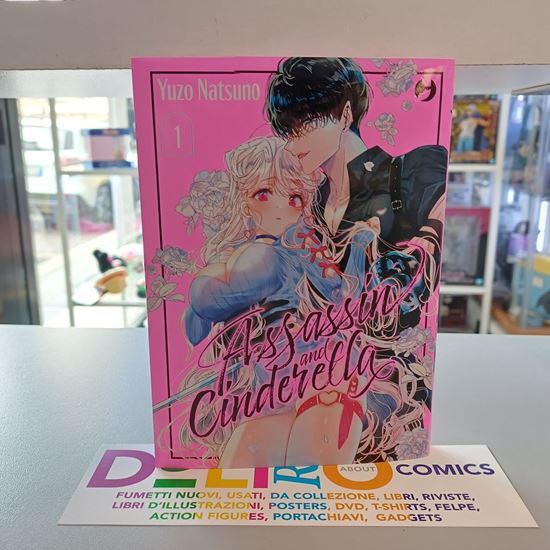 Yuzo Natsuno
1
Assassin
and
Cinderella
DELIRO ABOUT COMICS
FUMETTI NUOVI, USATI, DA COLLEZIONE, LIBRI, RIVISTE,
LIBRI D'ILLUSTRAZIONI, POSTERS, DVD, T-SHIRTS, FELPE,
ACTION FIGURES, PORTACHIAVI, GADGETS